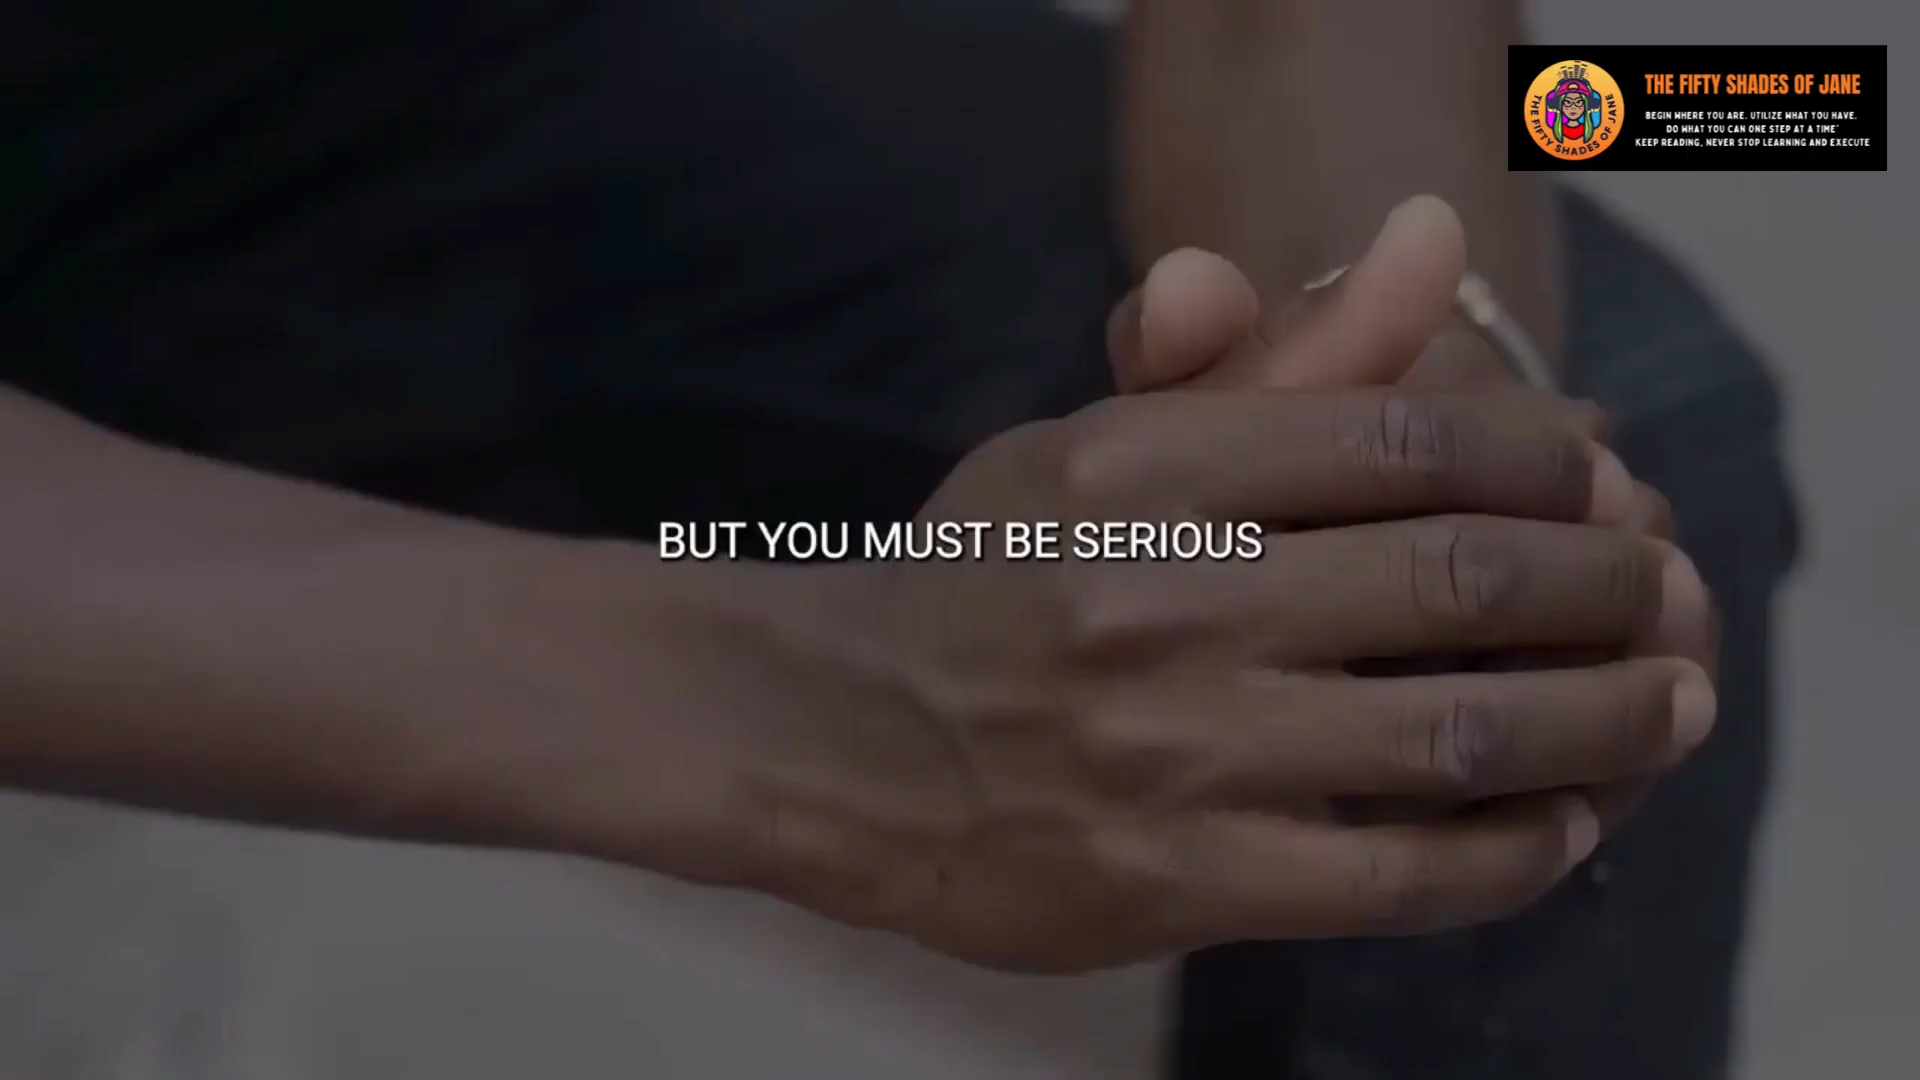 THE FIFTY SHADES OF JANE
THE FIFTY SHADES OF JANE
BEGIN WHERE YOU ARE. UTILIZE WHAT YOU HAVE.
DO WHAT YOU CAN ONE STEP AT A TIME"
KEEP READING, NEVER STOP LEARNING AND EXECUTE
BUT YOU MUST BE SERIOUS